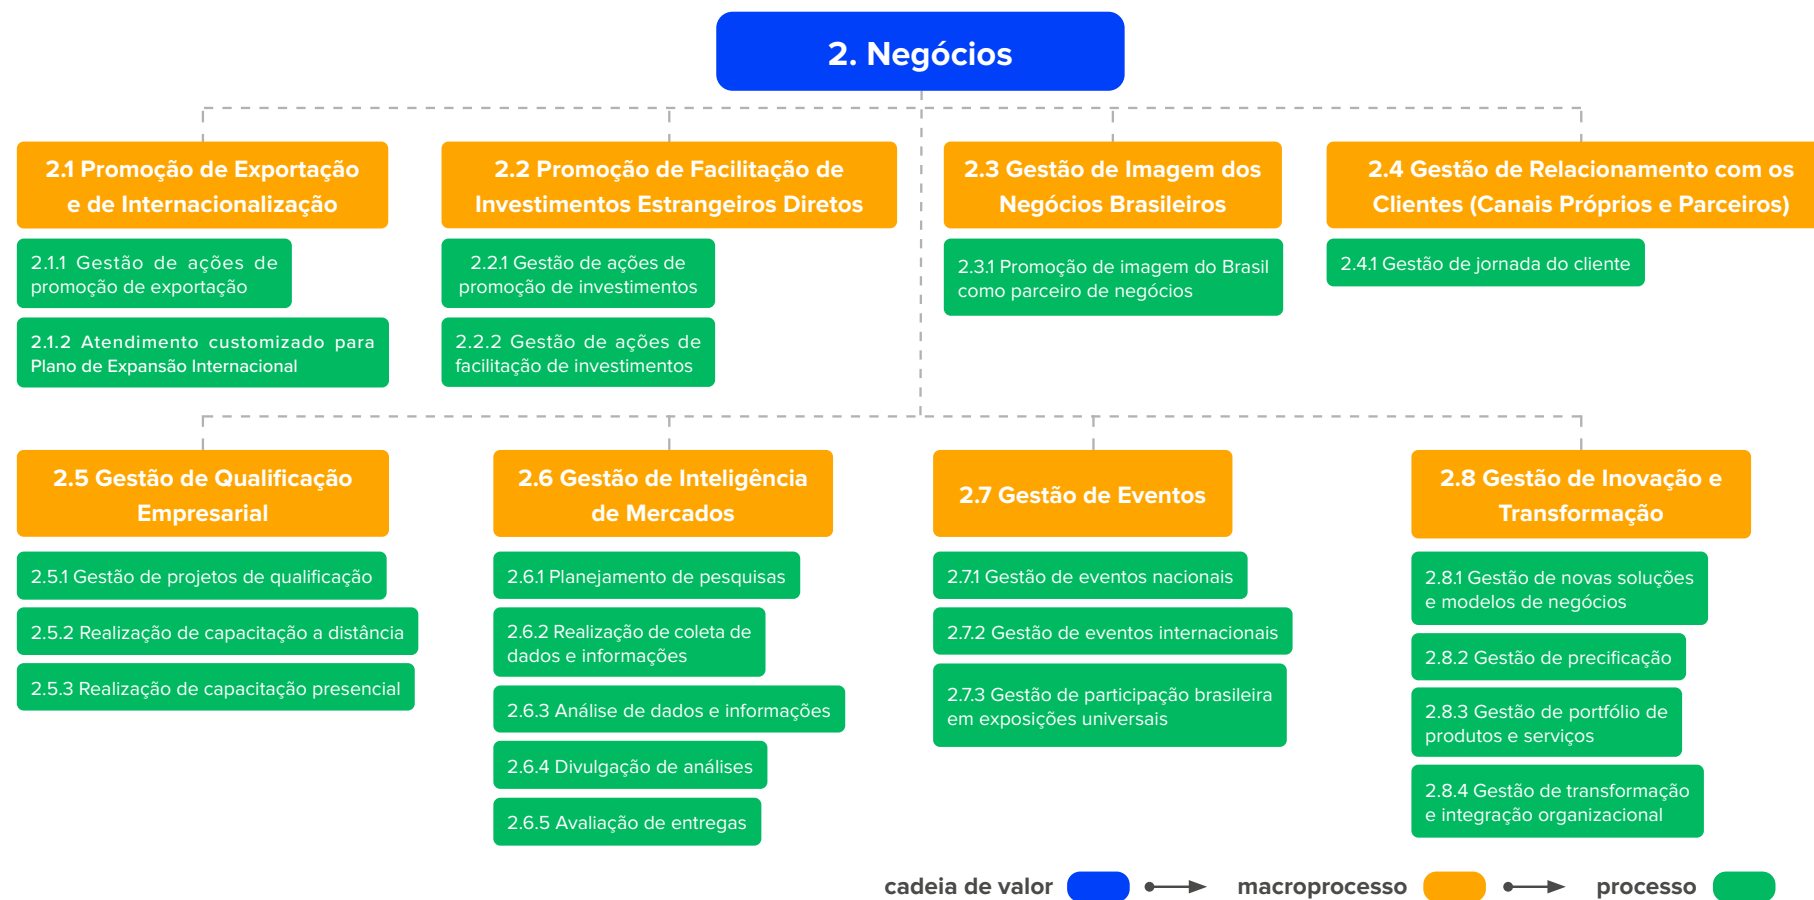 2. Negócios
2.1 Promoção de Exportação
e de Internacionalização
2.1.1 Gestão de ações de
promoção de exportação
2.1.2 Atendimento customizado para
Plano de Expansão Internacional
2.2 Promoção de Facilitação de
Investimentos Estrangeiros Diretos
2.2.1 Gestão de ações de
promoção de investimentos
2.2.2 Gestão de ações de
facilitação de investimentos
2.3 Gestão de Imagem dos
Negócios Brasileiros
2.3.1 Promoção de imagem do Brasil
como parceiro de negócios
2.4 Gestão de Relacionamento com os
Clientes (Canais Próprios e Parceiros)
2.4.1 Gestão de jornada do cliente
2.5 Gestão de Qualificação
Empresarial
2.5.1 Gestão de projetos de qualificação
2.5.2 Realização de capacitação a distância
2.5.3 Realização de capacitação presencial
2.6 Gestão de Inteligência
de Mercados
2.6.1 Planejamento de pesquisas
2.6.2 Realização de coleta de
dados e informações
2.6.3 Análise de dados e informações
2.6.4 Divulgação de análises
2.6.5 Avaliação de entregas
2.7 Gestão de Eventos
2.7.1 Gestão de eventos nacionais
2.7.2 Gestão de eventos internacionais
2.7.3 Gestão de participação brasileira
em exposições universais
2.8 Gestão de Inovação e
Transformação
2.8.1 Gestão de novas soluções
e modelos de negócios
2.8.2 Gestão de precificação
2.8.3 Gestão de portfólio de
produtos e serviços
2.8.4 Gestão de transformação
e integração organizacional
cadeia de valor macroprocesso processo